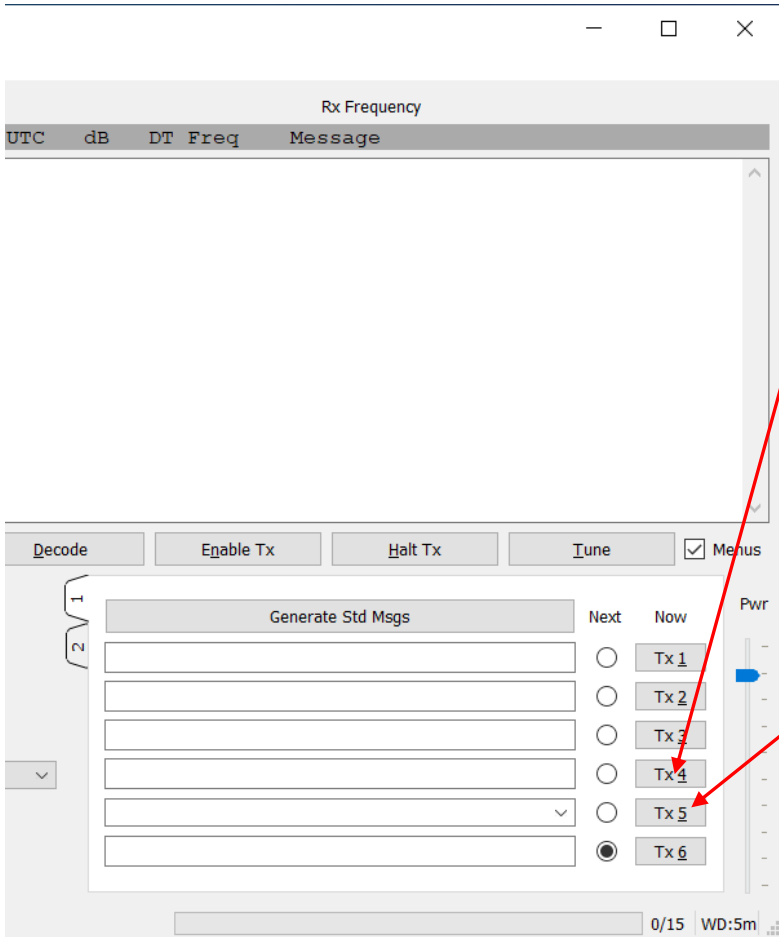 Rx Frequency
UTC dB DT Freq Message
Decode Enable Tx Halt Tx Tune Menus
1
2
Generate Std Msgs Next Now Pwr
Tx 1
Tx 2
Tx 3
Tx 4
Tx 5
Tx 6
0/15 WD:5m